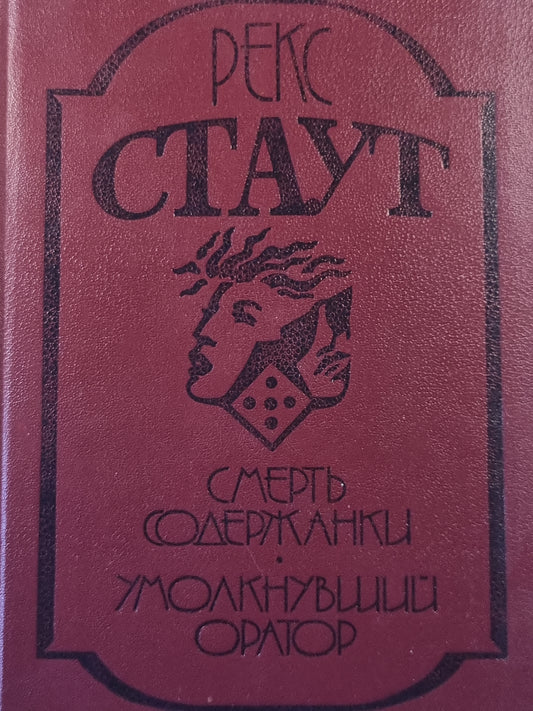 РЕКС
СТАУТ
СМЕРТЬ
СОДЕРЖАНКИ
·
УМОЛКНУВШИЙ
ОРАТОР